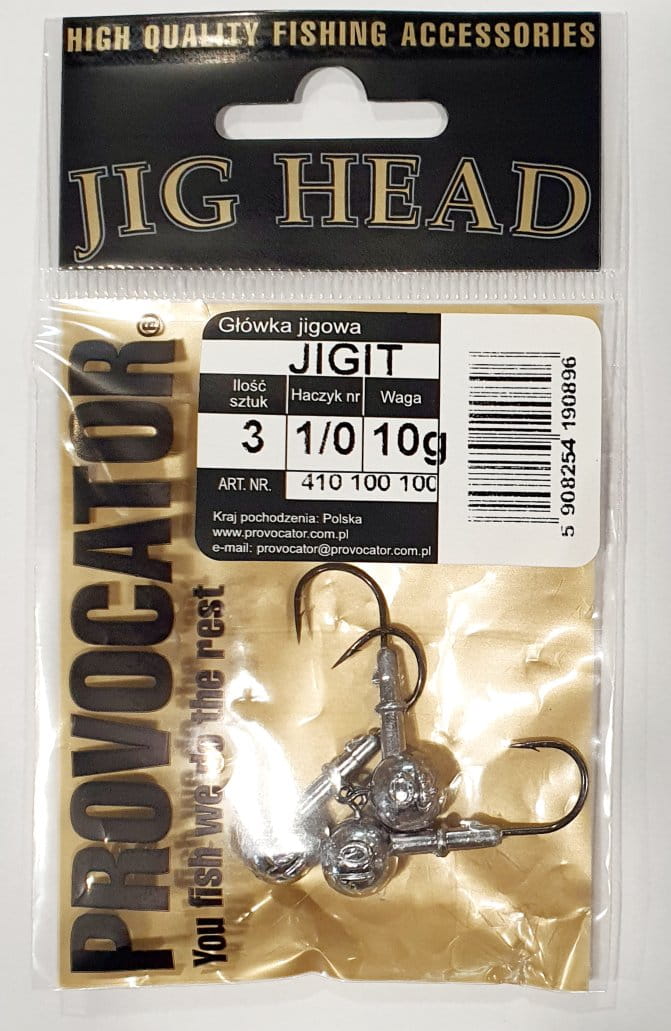 HIGH QUALITY FISHING ACCESSORIES
JIG HEAD
PROVOCATOR®
You fish we do the rest
Główka jigowa
JIGIT
Ilość sztuk
Haczyk nr
Waga
3
1/0
10g
ART. NR.
410 100 100
Kraj pochodzenia: Polska
www.provocator.com.pl
e-mail: provocator@provocator.com.pl
5 908254 190896
10